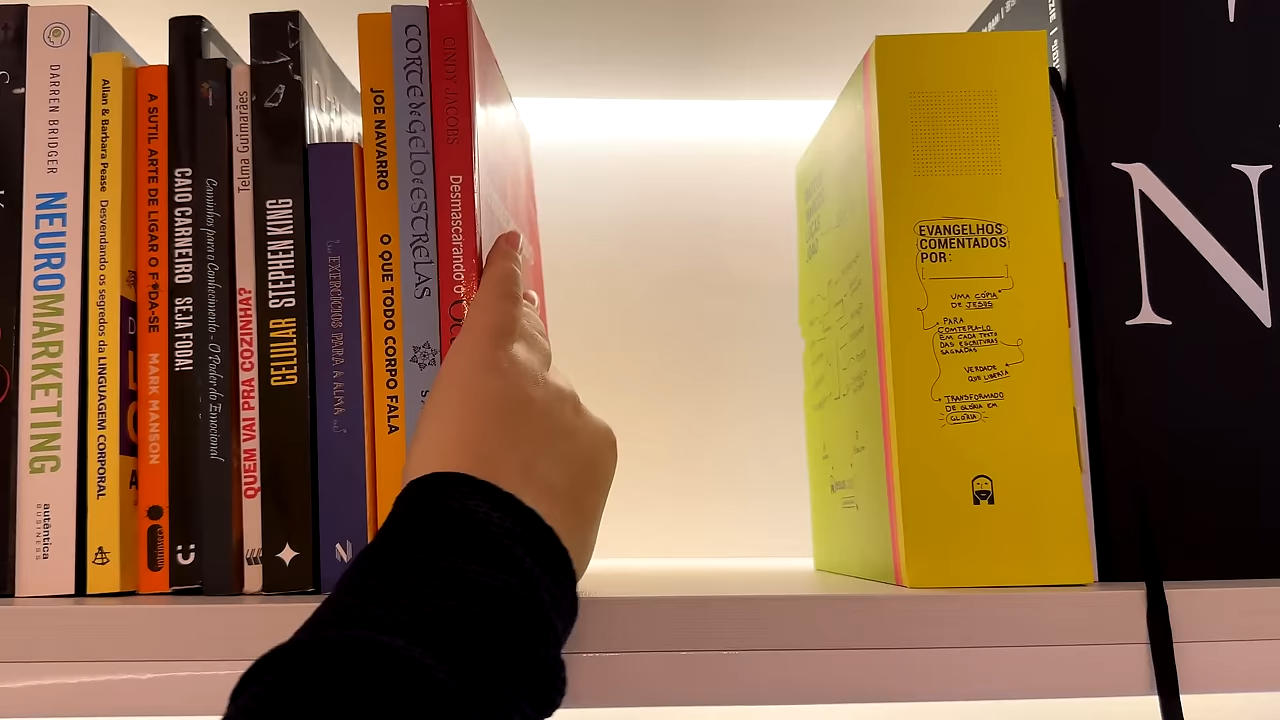 DARREN BRIDGER
NEUROMARKETING
autêntica
BUSINESS
Allan & Barbara Pease Desvendando os segredos da LINGUAGEM CORPORAL
A SUTIL ARTE DE LIGAR O F*DA-SE MARK MANSON
CAIO CARNEIRO SEJA FODA!
Caminhos para o Conhecimento - O Poder do Emocional
Telma Guimarães
QUEM VAI PRA COZINHA?
CELULAR STEPHEN KING
EXERCÍCIOS PARA A ALMA
JOE NAVARRO O QUE TODO CORPO FALA
CORTE de GELO e ESTRELAS
CINDY JACOBS
Desmascarando o
EVANGELHOS
COMENTADOS
POR:
UMA CÓPIA
DE JESUS
PARA
COMTEPLA-LO
EM CADA TEXTO
DAS ESCRITURAS
SAGRADAS
VERDADE
QUE LIBERTA
TRANSFORMADO
DE GLÓRIA EM
GLÓRIA
N